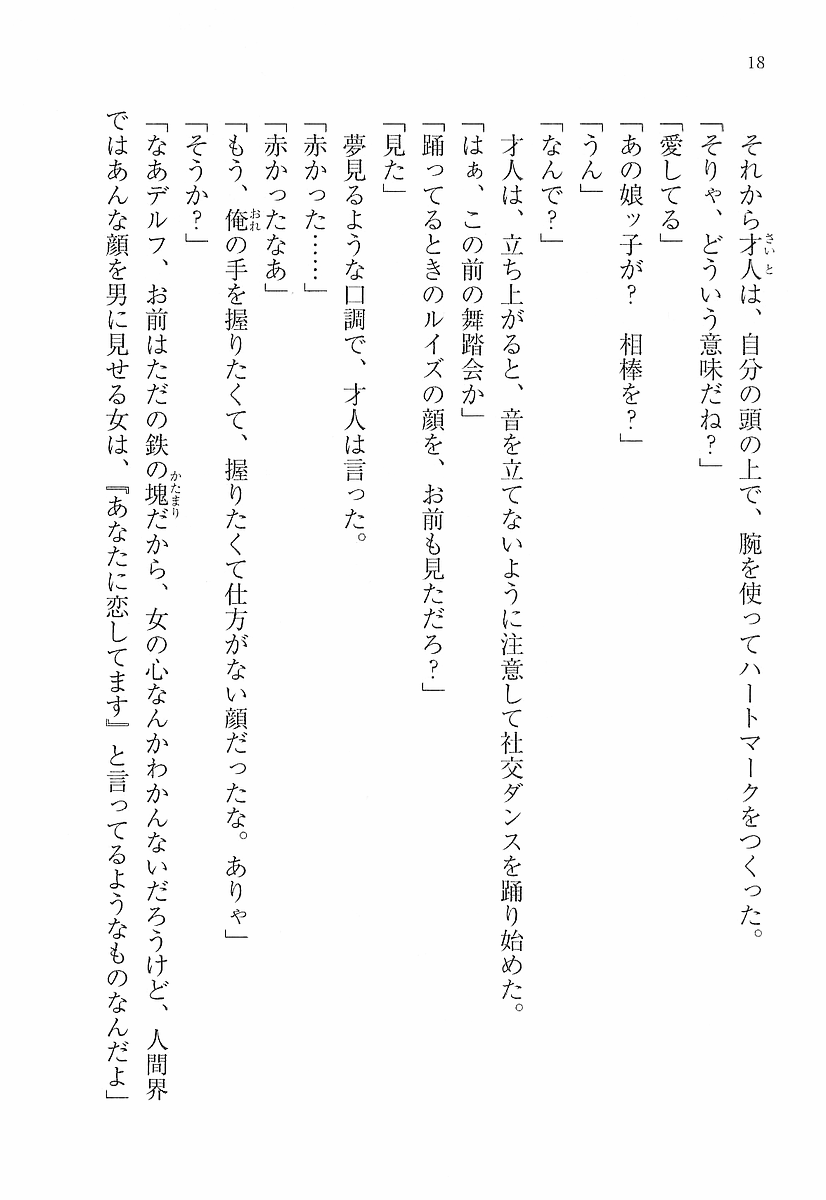 18
それから才人は、自分の頭の上で、腕を使ってハートマークをつくった。
「そりゃ、どういう意味だね？」
「愛してる」
「あの娘ッ子が？　相棒を？」
「うん」
「なんで？」
才人は、立ち上がると、音を立てないように注意して社交ダンスを踊り始めた。
「はぁ、この前の舞踏会か」
「踊ってるときのルイズの顔を、お前も見ただろ？」
「見た」
夢見るような口調で、才人は言った。
「赤かった……」
「赤かったなあ」
「もう、俺の手を握りたくて、握りたくて仕方がない顔だったな。ありゃ」
「そうか？」
「なあデルフ、お前はただの鉄の塊だから、女の心なんかわかんないだろうけど、人間界
ではあんな顔を男に見せる女は、『あなたに恋してます』と言ってるようなものなんだよ」